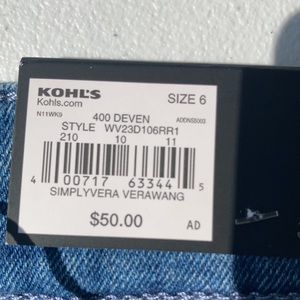 KOHL'S SIZE 6
Kohls.com
N11WK9 400 DEVEN ADDNS5003
STYLE WV23D106RR1
210 10 11
4 00717 63344 5
SIMPLYVERA VERAWANG
$50.00 AD